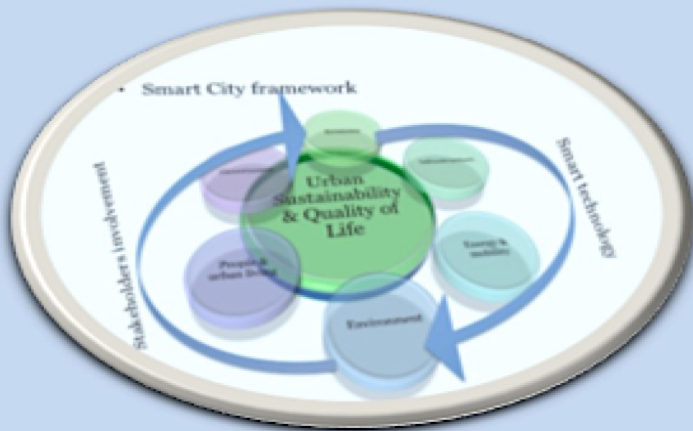 • Smart City framework
Urban
Sustainability
& Quality of
Life
Energy &
mobility
Environment
People &
urban living
Smart technology
Stakeholders involvement